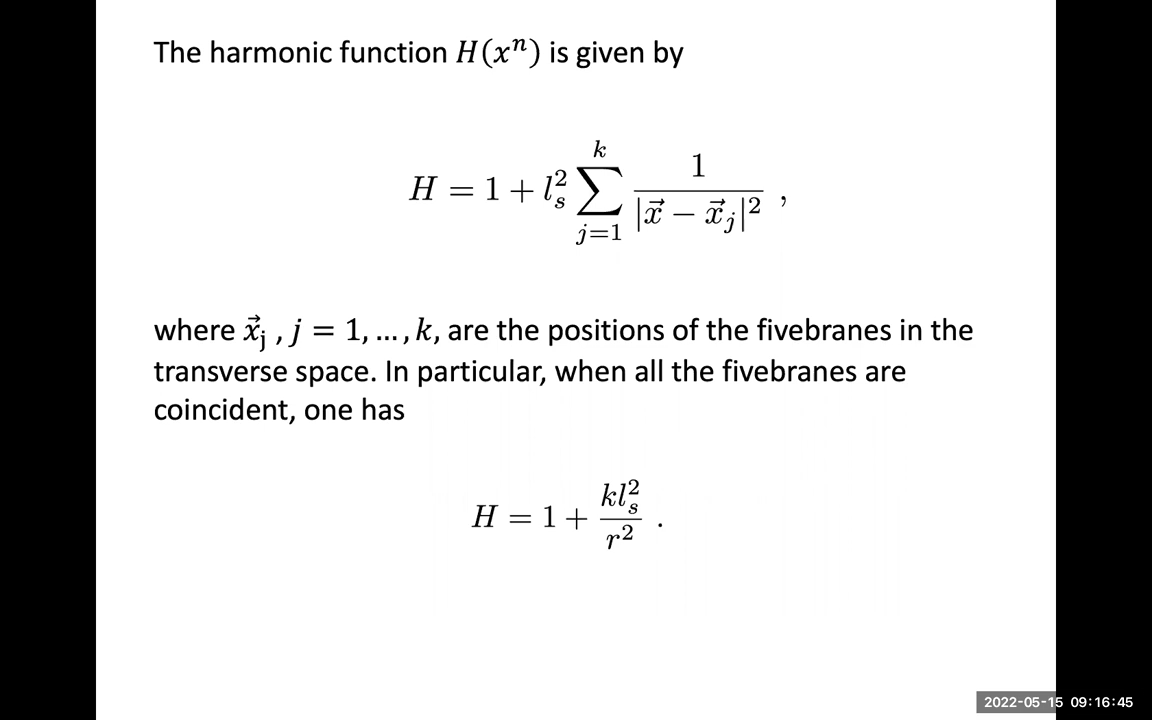 The harmonic function $H(x^n)$ is given by
$H = 1 + l_s^2 \sum_{j=1}^{k} \frac{1}{|\vec{x} - \vec{x}_j|^2}$ ,
where $\vec{x}_j$ , $j = 1, \ldots, k$, are the positions of the fivebranes in the
transverse space. In particular, when all the fivebranes are
coincident, one has
$H = 1 + \frac{kl_s^2}{r^2}$ .
2022-05-15 09:16:45